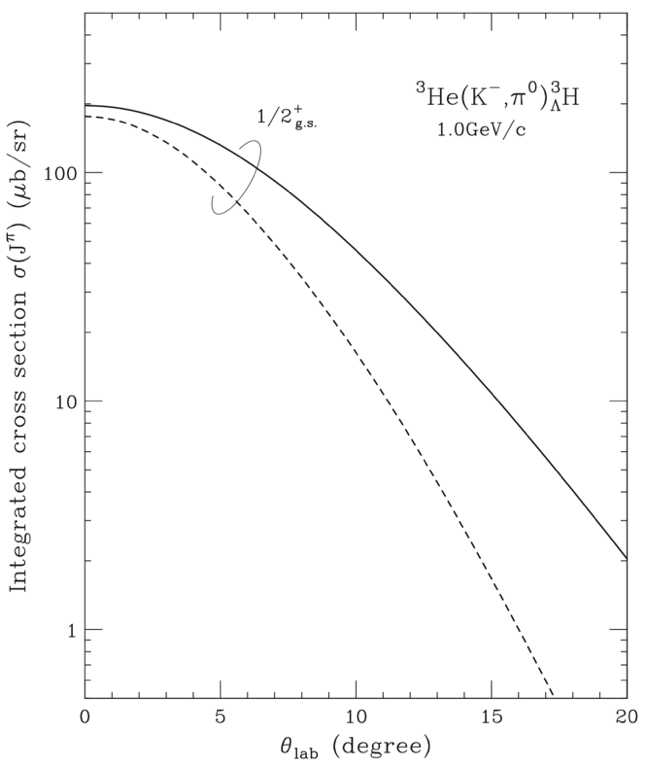 ³He(K⁻,π⁰)³ΛH
1.0GeV/c
1/2⁺g.s.
Integrated cross section σ(Jᵖⁱ) (μb/sr)
100
10
1
0 5 10 15 20
θlab (degree)